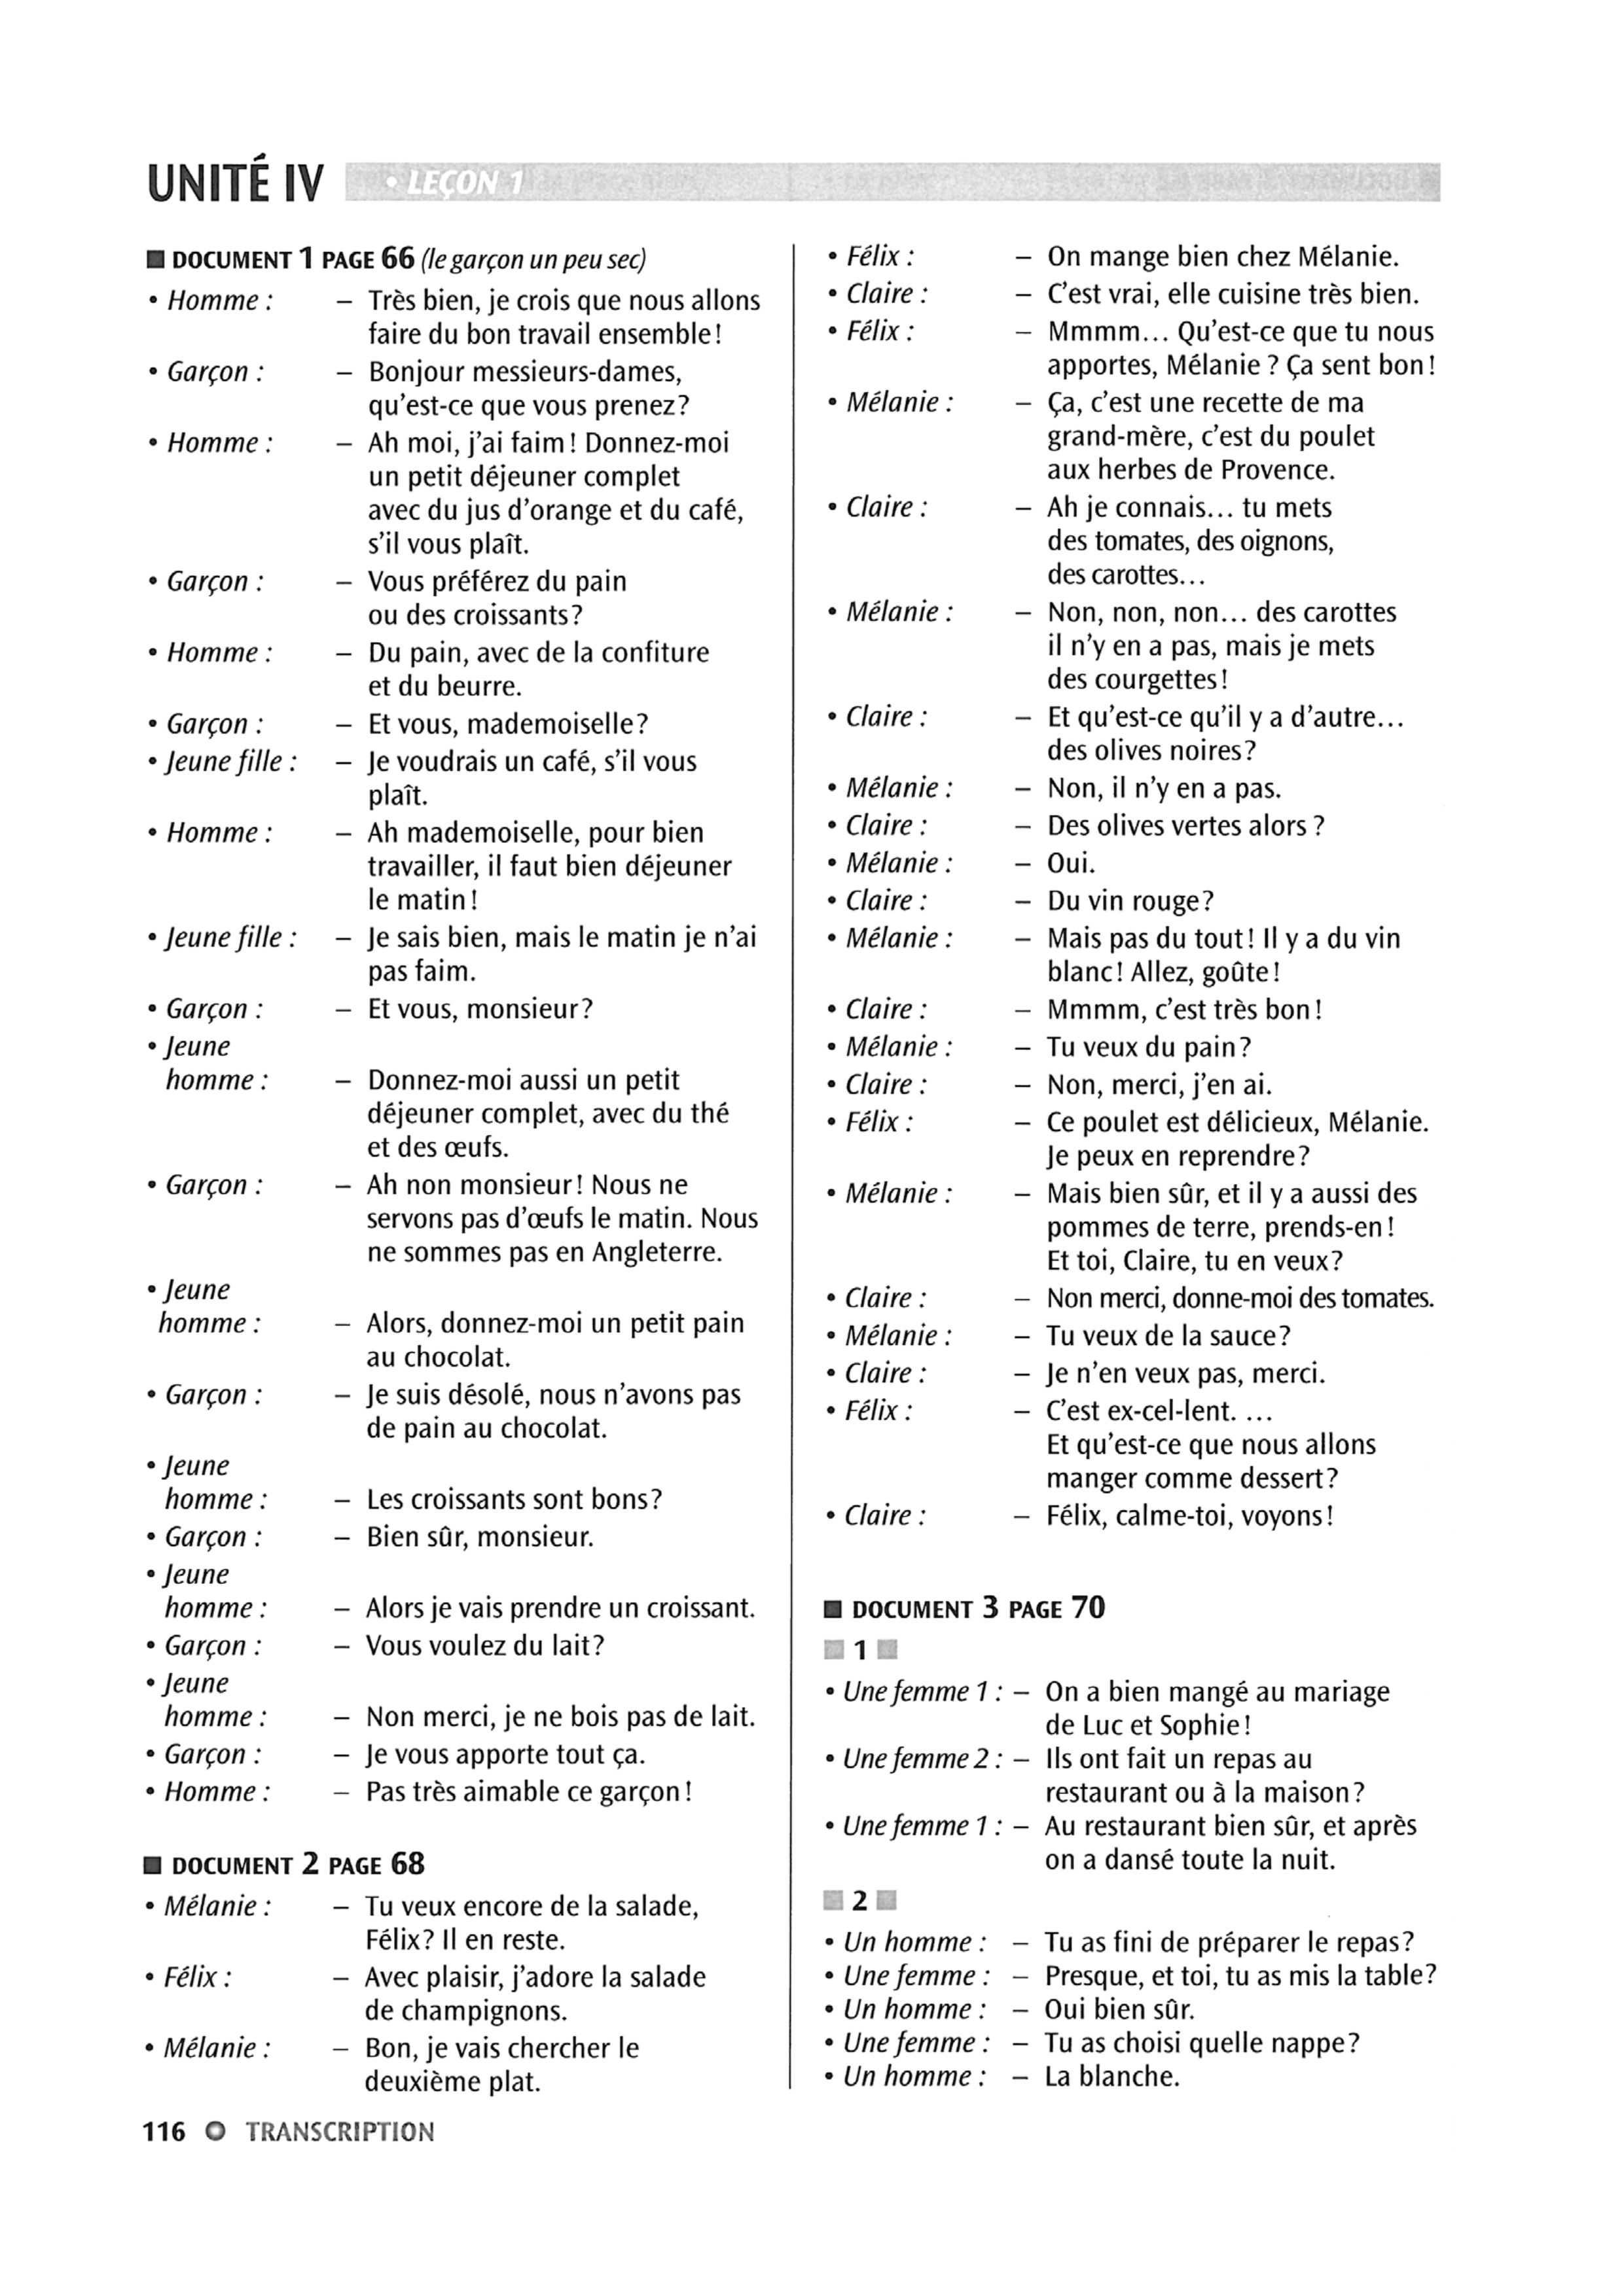 UNITÉ IV • LEÇON 1
■ DOCUMENT 1 PAGE 66 (le garçon un peu sec)
• Homme : – Très bien, je crois que nous allons
faire du bon travail ensemble !
• Garçon : – Bonjour messieurs-dames,
qu'est-ce que vous prenez ?
• Homme : – Ah moi, j'ai faim ! Donnez-moi
un petit déjeuner complet
avec du jus d'orange et du café,
s'il vous plaît.
• Garçon : – Vous préférez du pain
ou des croissants ?
• Homme : – Du pain, avec de la confiture
et du beurre.
• Garçon : – Et vous, mademoiselle ?
• Jeune fille : – Je voudrais un café, s'il vous
plaît.
• Homme : – Ah mademoiselle, pour bien
travailler, il faut bien déjeuner
le matin !
• Jeune fille : – Je sais bien, mais le matin je n'ai
pas faim.
• Garçon : – Et vous, monsieur ?
• Jeune
homme : – Donnez-moi aussi un petit
déjeuner complet, avec du thé
et des œufs.
• Garçon : – Ah non monsieur ! Nous ne
servons pas d'œufs le matin. Nous
ne sommes pas en Angleterre.
• Jeune
homme : – Alors, donnez-moi un petit pain
au chocolat.
• Garçon : – Je suis désolé, nous n'avons pas
de pain au chocolat.
• Jeune
homme : – Les croissants sont bons ?
• Garçon : – Bien sûr, monsieur.
• Jeune
homme : – Alors je vais prendre un croissant.
• Garçon : – Vous voulez du lait ?
• Jeune
homme : – Non merci, je ne bois pas de lait.
• Garçon : – Je vous apporte tout ça.
• Homme : – Pas très aimable ce garçon !
■ DOCUMENT 2 PAGE 68
• Mélanie : – Tu veux encore de la salade,
Félix ? Il en reste.
• Félix : – Avec plaisir, j'adore la salade
de champignons.
• Mélanie : – Bon, je vais chercher le
deuxième plat.
• Félix : – On mange bien chez Mélanie.
• Claire : – C'est vrai, elle cuisine très bien.
• Félix : – Mmmm... Qu'est-ce que tu nous
apportes, Mélanie ? Ça sent bon !
• Mélanie : – Ça, c'est une recette de ma
grand-mère, c'est du poulet
aux herbes de Provence.
• Claire : – Ah je connais... tu mets
des tomates, des oignons,
des carottes...
• Mélanie : – Non, non, non... des carottes
il n'y en a pas, mais je mets
des courgettes !
• Claire : – Et qu'est-ce qu'il y a d'autre...
des olives noires ?
• Mélanie : – Non, il n'y en a pas.
• Claire : – Des olives vertes alors ?
• Mélanie : – Oui.
• Claire : – Du vin rouge ?
• Mélanie : – Mais pas du tout ! Il y a du vin
blanc ! Allez, goûte !
• Claire : – Mmmm, c'est très bon !
• Mélanie : – Tu veux du pain ?
• Claire : – Non, merci, j'en ai.
• Félix : – Ce poulet est délicieux, Mélanie.
Je peux en reprendre ?
• Mélanie : – Mais bien sûr, et il y a aussi des
pommes de terre, prends-en !
Et toi, Claire, tu en veux ?
• Claire : – Non merci, donne-moi des tomates.
• Mélanie : – Tu veux de la sauce ?
• Claire : – Je n'en veux pas, merci.
• Félix : – C'est ex-cel-lent. ...
Et qu'est-ce que nous allons
manger comme dessert ?
• Claire : – Félix, calme-toi, voyons !
■ DOCUMENT 3 PAGE 70
■ 1 ■
• Une femme 1 : – On a bien mangé au mariage
de Luc et Sophie !
• Une femme 2 : – Ils ont fait un repas au
restaurant ou à la maison ?
• Une femme 1 : – Au restaurant bien sûr, et après
on a dansé toute la nuit.
■ 2 ■
• Un homme : – Tu as fini de préparer le repas ?
• Une femme : – Presque, et toi, tu as mis la table ?
• Un homme : – Oui bien sûr.
• Une femme : – Tu as choisi quelle nappe ?
• Un homme : – La blanche.
116 TRANSCRIPTION